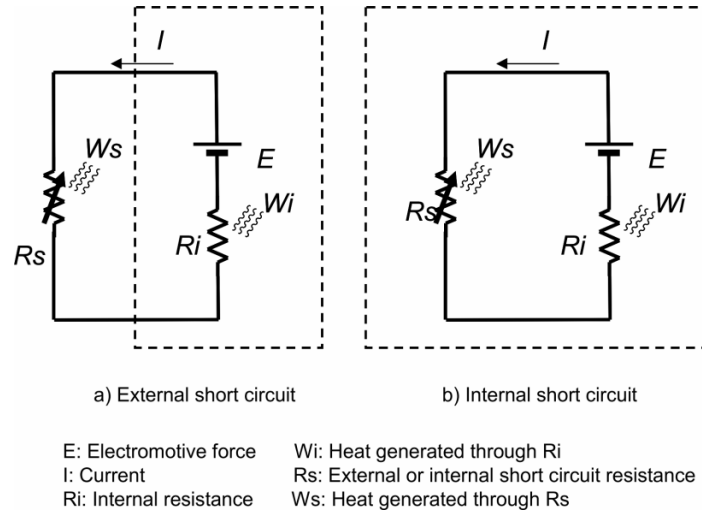 I
I
Ws
E
Ws
E
Wi
Wi
Rs
Ri
Rs
Ri
a) External short circuit
b) Internal short circuit
E: Electromotive force
Wi: Heat generated through Ri
I: Current
Rs: External or internal short circuit resistance
Ri: Internal resistance
Ws: Heat generated through Rs